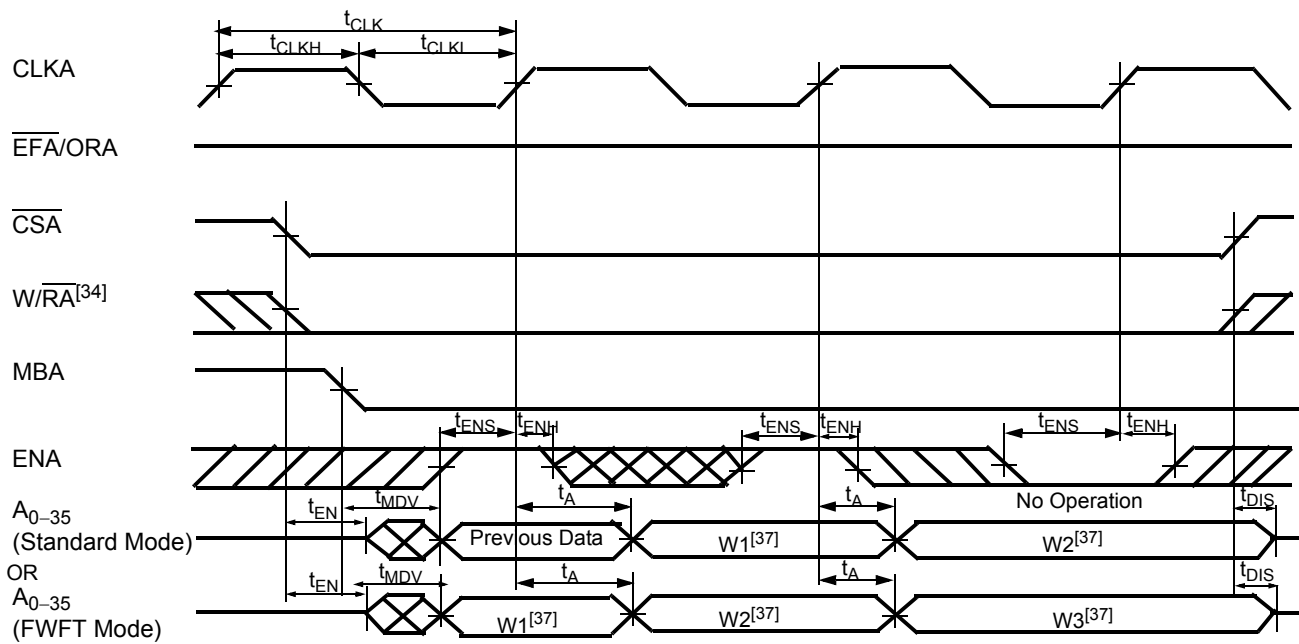 tCLK
tCLKH tCLKL
CLKA
EFA/ORA
CSA
W/RA[34]
MBA
tENS tENH tENS tENH tENS tENH
ENA
No Operation
tEN tMDV tA tA tDIS
A0–35
(Standard Mode)
Previous Data W1[37] W2[37]
OR
tEN tMDV tA tA tDIS
A0–35
(FWFT Mode)
W1[37] W2[37] W3[37]